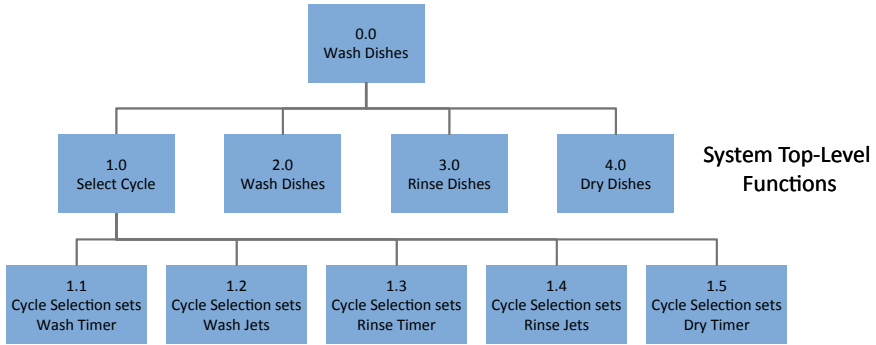 0.0
Wash Dishes
1.0
Select Cycle
2.0
Wash Dishes
3.0
Rinse Dishes
4.0
Dry Dishes
System Top-Level
Functions
1.1
Cycle Selection sets
Wash Timer
1.2
Cycle Selection sets
Wash Jets
1.3
Cycle Selection sets
Rinse Timer
1.4
Cycle Selection sets
Rinse Jets
1.5
Cycle Selection sets
Dry Timer